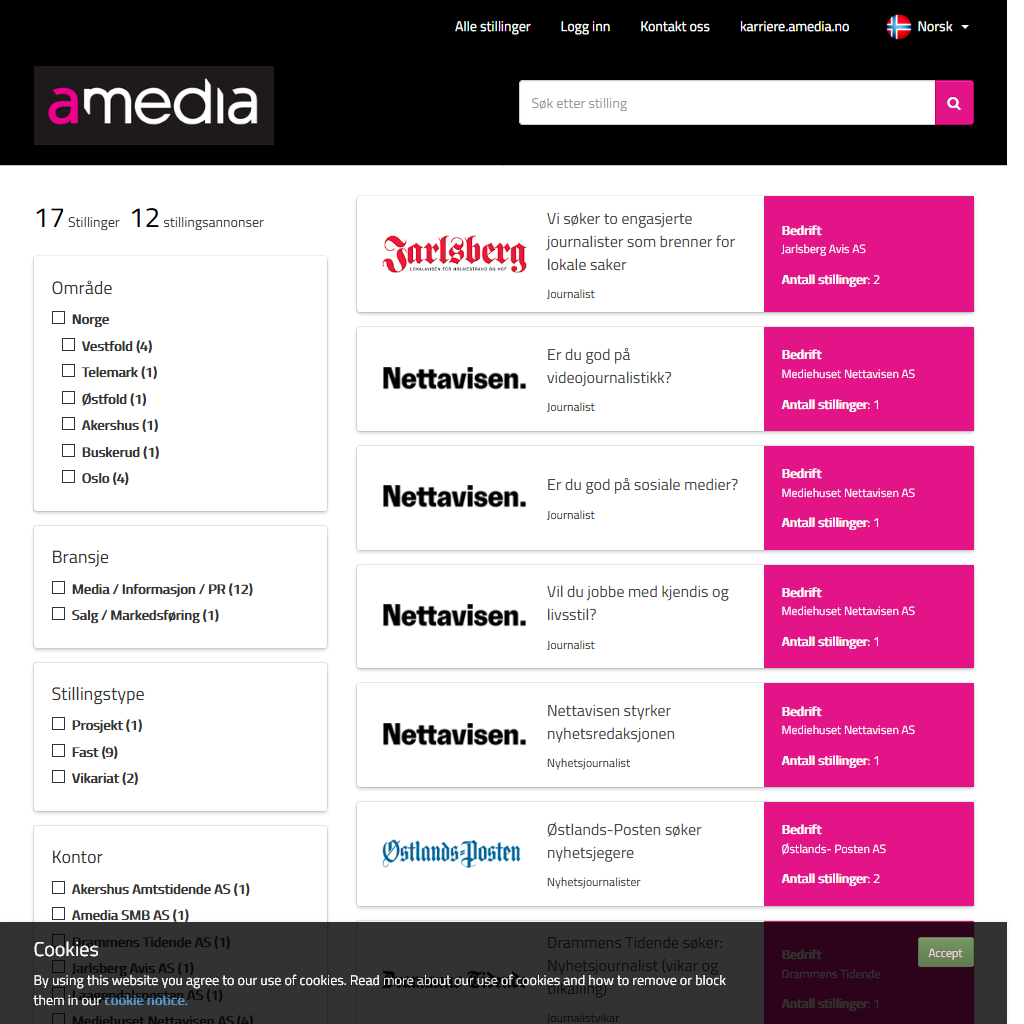 Alle stillinger Logg inn Kontakt oss karriere.amedia.no Norsk
amedia
Søk etter stilling
17 Stillinger 12 stillingsannonser
Område
Norge
Vestfold (4)
Telemark (1)
Østfold (1)
Akershus (1)
Buskerud (1)
Oslo (4)
Bransje
Media / Informasjon / PR (12)
Salg / Markedsføring (1)
Stillingstype
Prosjekt (1)
Fast (9)
Vikariat (2)
Kontor
Akershus Amtstidende AS (1)
Amedia SMB AS (1)
Drammens Tidende AS (1)
Jarlsberg Avis AS (1)
Laagendalsposten AS (1)
Mediehuset Nettavisen AS (4)
Jarlsberg
LOKALAVISEN FOR HOLMESTRAND OG HOF
Vi søker to engasjerte
journalister som brenner for
lokale saker
Journalist
Bedrift
Jarlsberg Avis AS
Antall stillinger: 2
Nettavisen.
Er du god på
videojournalistikk?
Journalist
Bedrift
Mediehuset Nettavisen AS
Antall stillinger: 1
Nettavisen.
Er du god på sosiale medier?
Journalist
Bedrift
Mediehuset Nettavisen AS
Antall stillinger: 1
Nettavisen.
Vil du jobbe med kjendis og
livsstil?
Journalist
Bedrift
Mediehuset Nettavisen AS
Antall stillinger: 1
Nettavisen.
Nettavisen styrker
nyhetsredaksjonen
Nyhetsjournalist
Bedrift
Mediehuset Nettavisen AS
Antall stillinger: 1
Østlands-Posten
Østlands-Posten søker
nyhetsjegere
Nyhetsjournalister
Bedrift
Østlands- Posten AS
Antall stillinger: 2
Drammens Tidende
Drammens Tidende søker:
Nyhetsjournalist (vikar og
tilkalling)
Journalistvikar
Bedrift
Drammens Tidende
Antall stillinger: 1
Cookies
By using this website you agree to our use of cookies. Read more about our use of cookies and how to remove or block
them in our cookie notice.
Accept